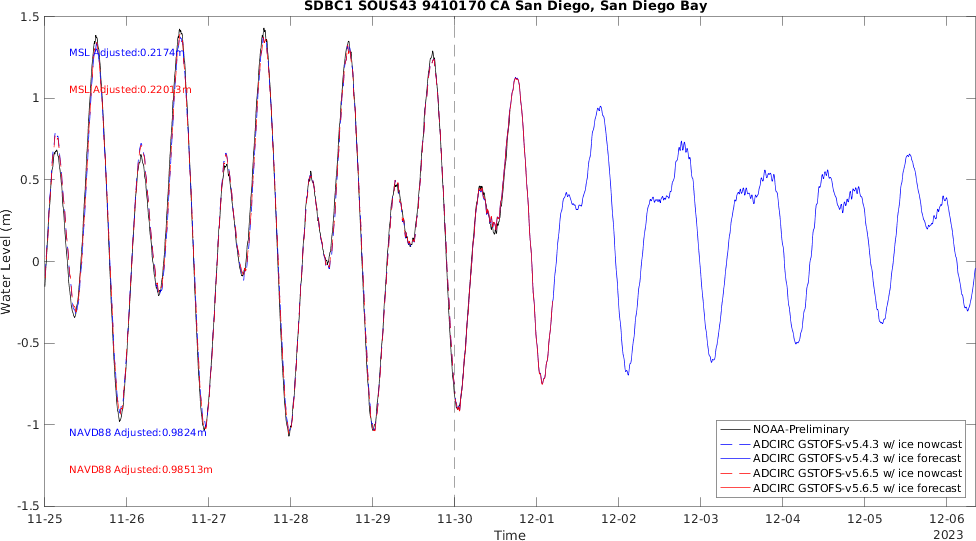 SDBC1 SOUS43 9410170 CA San Diego, San Diego Bay
1.5
MSL Adjusted:0.2174m
MSL Adjusted:0.22013m
1
0.5
0
-0.5
-1
-1.5
Water Level (m)
NAVD88 Adjusted:0.9824m
NAVD88 Adjusted:0.98513m
NOAA-Preliminary
ADCIRC GSTOFS-v5.4.3 w/ ice nowcast
ADCIRC GSTOFS-v5.4.3 w/ ice forecast
ADCIRC GSTOFS-v5.6.5 w/ ice nowcast
ADCIRC GSTOFS-v5.6.5 w/ ice forecast
11-25 11-26 11-27 11-28 11-29 11-30 12-01 12-02 12-03 12-04 12-05 12-06
Time
2023